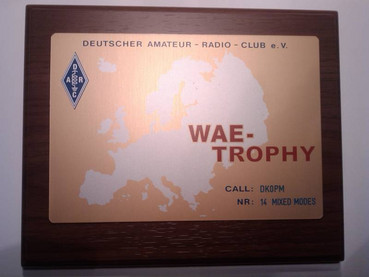 DEUTSCHER AMATEUR - RADIO - CLUB e.V.
D
A R
C
WAE-
TROPHY
CALL: DK0PM
NR: 14 MIXED MODES